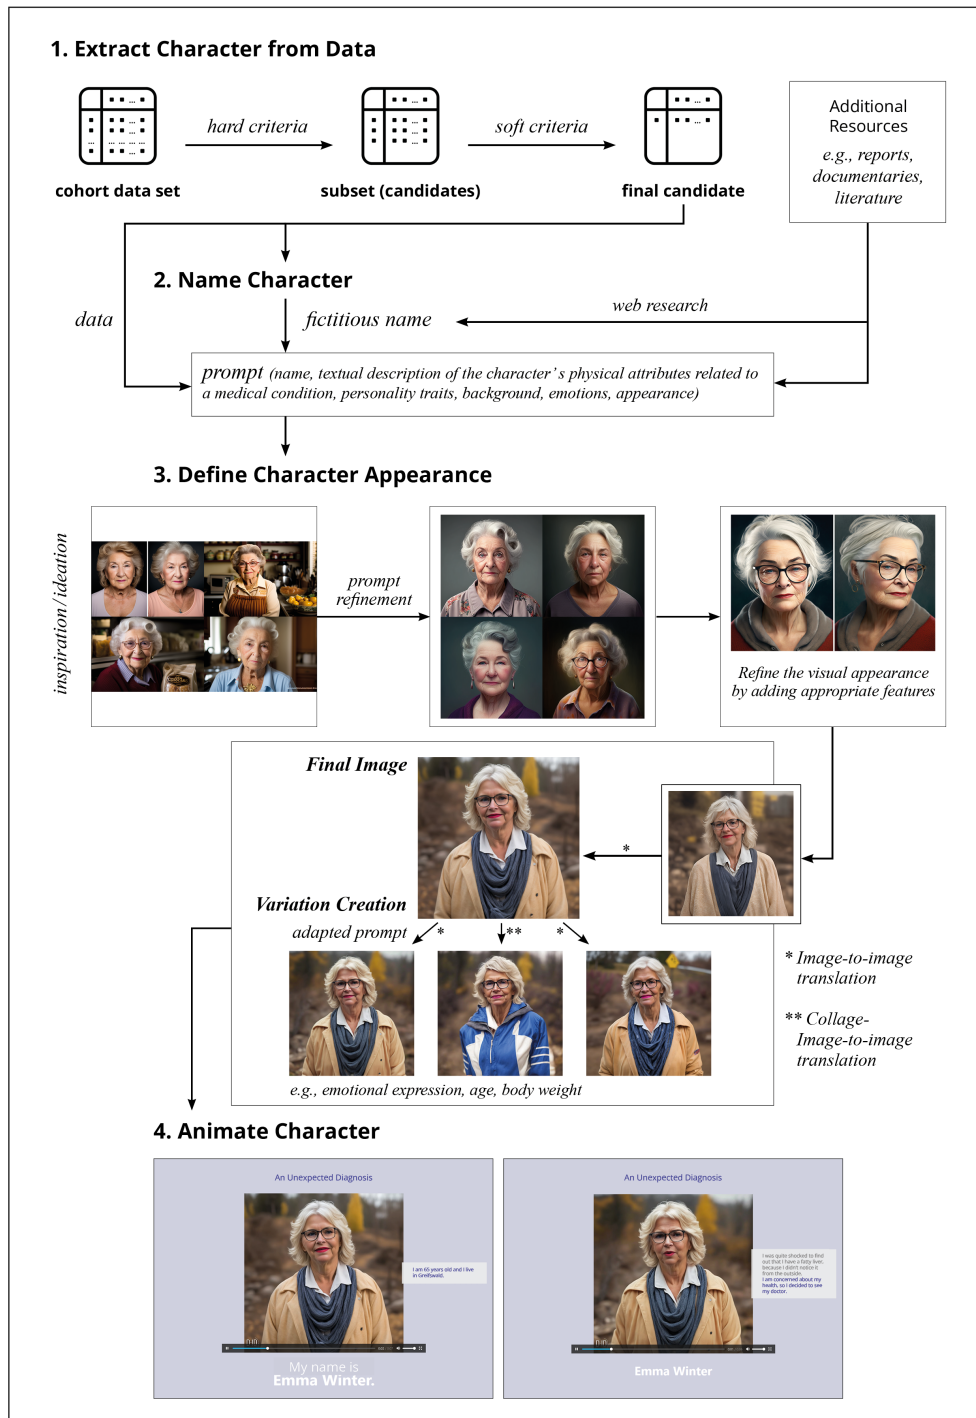 1. Extract Character from Data
hard criteria
soft criteria
cohort data set
subset (candidates)
final candidate
Additional
Resources
e.g., reports,
documentaries,
literature
2. Name Character
data
fictitious name
web research
prompt (name, textual description of the character's physical attributes related to
a medical condition, personality traits, background, emotions, appearance)
3. Define Character Appearance
inspiration/ideation
prompt
refinement
Refine the visual appearance
by adding appropriate features
Final Image
*
Variation Creation
adapted prompt
*
**
*
* Image-to-image
translation
** Collage-
Image-to-image
translation
e.g., emotional expression, age, body weight
4. Animate Character
An Unexpected Diagnosis
I am 65 years old and I live
in Greifswald.
My name is
Emma Winter.
An Unexpected Diagnosis
I was quite shocked to find
out that I have a fatty liver,
because I didn't notice it
from the outside.
I am concerned about my
health, so I decided to see
my doctor.
Emma Winter